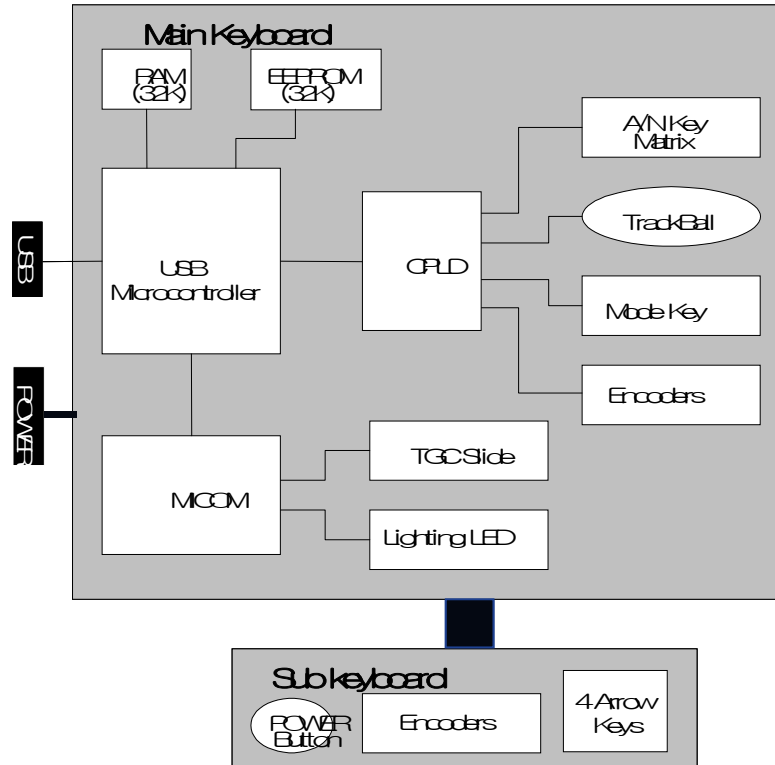 Main Keyboard
RAM
(32K)
EEPROM
(32K)
A/N Key
Matrix
TrackBall
USB
USB
Microcontroller
CPLD
Mode Key
POWER
Encoders
MICOM
TGC Slide
Lighting LED
Sub keyboard
POWER
Button
Encoders
4 Arrow
Keys